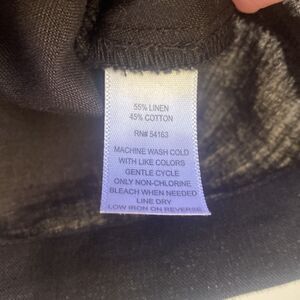 55% LINEN
45% COTTON
RN# 54163
MACHINE WASH COLD
WITH LIKE COLORS
GENTLE CYCLE
ONLY NON-CHLORINE
BLEACH WHEN NEEDED
LINE DRY
LOW IRON ON REVERSE